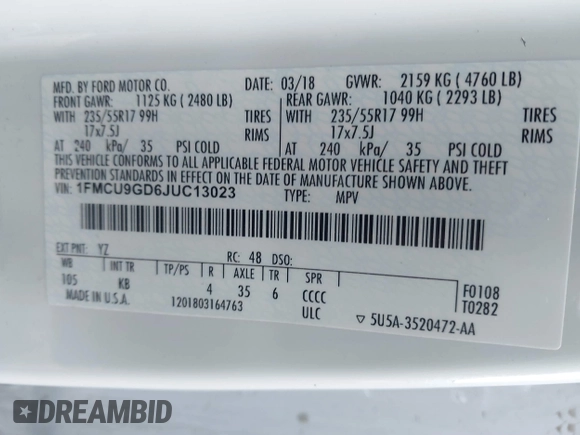 MFD. BY FORD MOTOR CO.
DATE: 03/18 GVWR: 2159 KG ( 4760 LB)
FRONT GAWR: 1125 KG ( 2480 LB)
REAR GAWR: 1040 KG ( 2293 LB)
WITH 235/55R17 99H TIRES
WITH 235/55R17 99H TIRES
17x7.5J RIMS
17x7.5J RIMS
AT 240 kPa/ 35 PSI COLD
AT 240 kPa/ 35 PSI COLD
THIS VEHICLE CONFORMS TO ALL APPLICABLE FEDERAL MOTOR VEHICLE SAFETY AND THEFT
PREVENTION STANDARDS IN EFFECT ON THE DATE OF MANUFACTURE SHOWN ABOVE.
VIN: 1FMCU9GD6JUC13023
TYPE: MPV
EXT PNT: YZ RC: 48 DSO:
WB INT TR TP/PS R AXLE TR SPR
105 KB 4 35 6 CCCC
F0108
T0282
MADE IN U.S.A. 1201803164763 ULC
▽ 5U5A-3520472-AA
DREAMBID